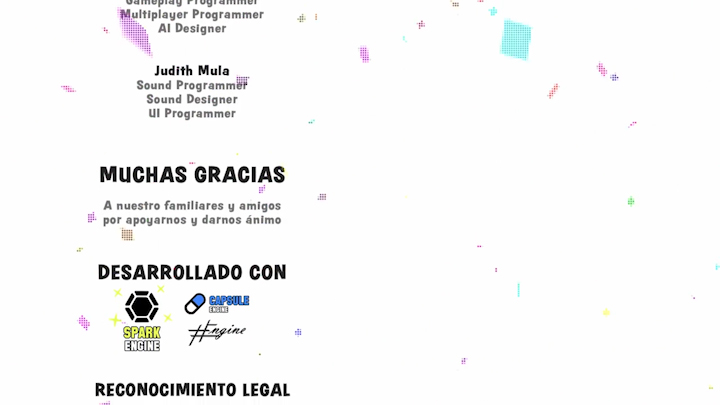 Gameplay Programmer
Multiplayer Programmer
AI Designer
Judith Mula
Sound Programmer
Sound Designer
UI Programmer
MUCHAS GRACIAS
A nuestro familiares y amigos
por apoyarnos y darnos ánimo
DESARROLLADO CON
SPARK
ENGINE
CAPSULE
ENGINE
#Engine
RECONOCIMIENTO LEGAL